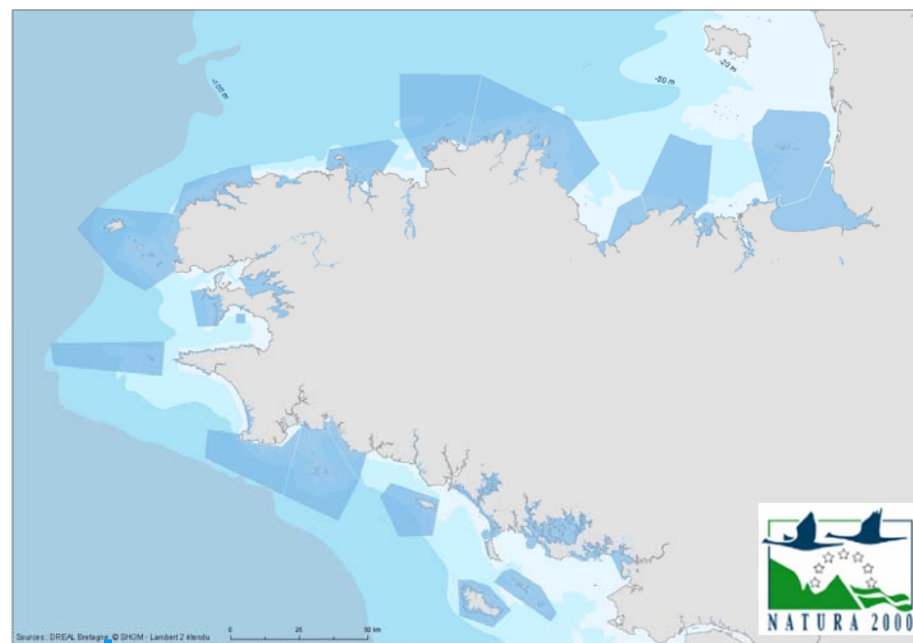 -100 m
-50 m
-20 m
NATURA 2000
Sources : DREAL Bretagne, © SHOM - Lambert 2 étendu
0 25 50 km